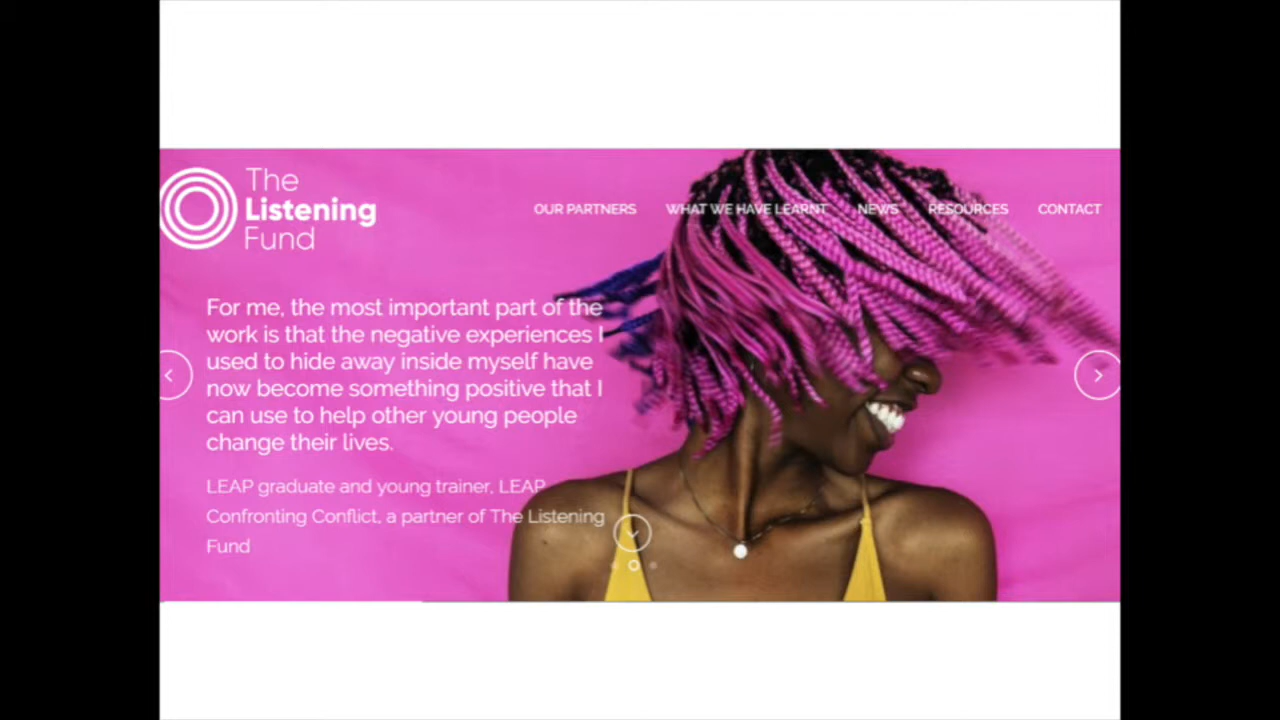 The
Listening
Fund
OUR PARTNERS WHAT WE HAVE LEARNT NEWS RESOURCES CONTACT
For me, the most important part of the
work is that the negative experiences I
used to hide away inside myself have
now become something positive that I
can use to help other young people
change their lives.
LEAP graduate and young trainer, LEAP
Confronting Conflict, a partner of The Listening
Fund